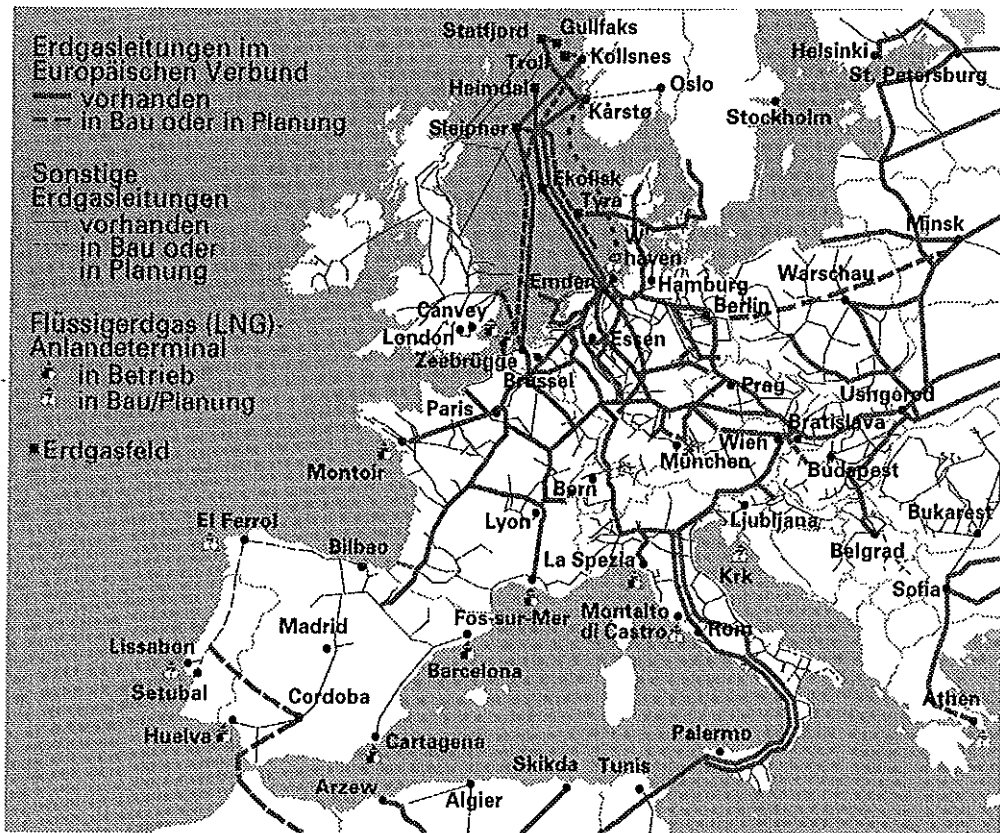 Erdgasleitungen im
Europäischen Verbund
vorhanden
in Bau oder in Planung
Sonstige
Erdgasleitungen
vorhanden
in Bau oder
in Planung
Flüssigerdgas (LNG)-
Anlandeterminal
in Betrieb
in Bau/Planung
Erdgasfeld
Statfjord
Gullfaks
Troll
Kollsnes
Heimdal
Oslo
Kårstø
Sleipner
Stockholm
Helsinki
St. Petersburg
Ekofisk
Tyra
Minsk
haven
Emden
Hamburg
Warschau
Berlin
Canvey
London
Essen
Zeebrügge
Brüssel
Prag
Ushgorod
Paris
Bratislava
Wien
München
Budapest
Montoir
Bern
Lyon
Ljubljana
Bukarest
Belgrad
El Ferrol
Bilbao
La Spezia
Krk
Sofia
Fos-sur-Mer
Montalto
di Castro
Rom
Madrid
Lissabon
Barcelona
Setubal
Cordoba
Athen
Huelva
Cartagena
Palermo
Skikda
Tunis
Arzew
Algier